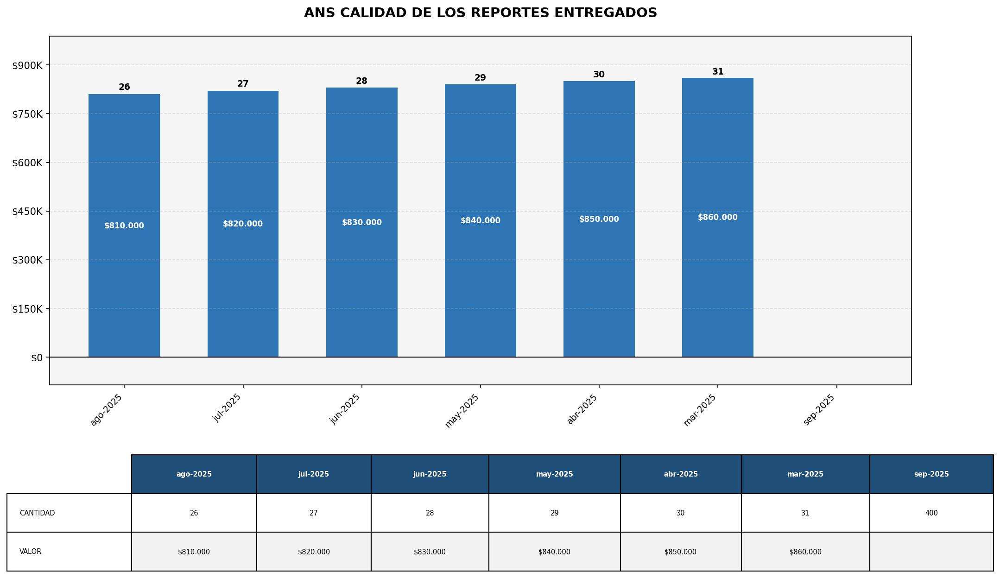 ANS CALIDAD DE LOS REPORTES ENTREGADOS
$900K
$750K
$600K
$450K
$300K
$150K
$0
26 27 28 29 30 31
$810.000 $820.000 $830.000 $840.000 $850.000 $860.000
ago-2025 jul-2025 jun-2025 may-2025 abr-2025 mar-2025 sep-2025
ago-2025 jul-2025 jun-2025 may-2025 abr-2025 mar-2025 sep-2025
CANTIDAD 26 27 28 29 30 31 400
VALOR $810.000 $820.000 $830.000 $840.000 $850.000 $860.000